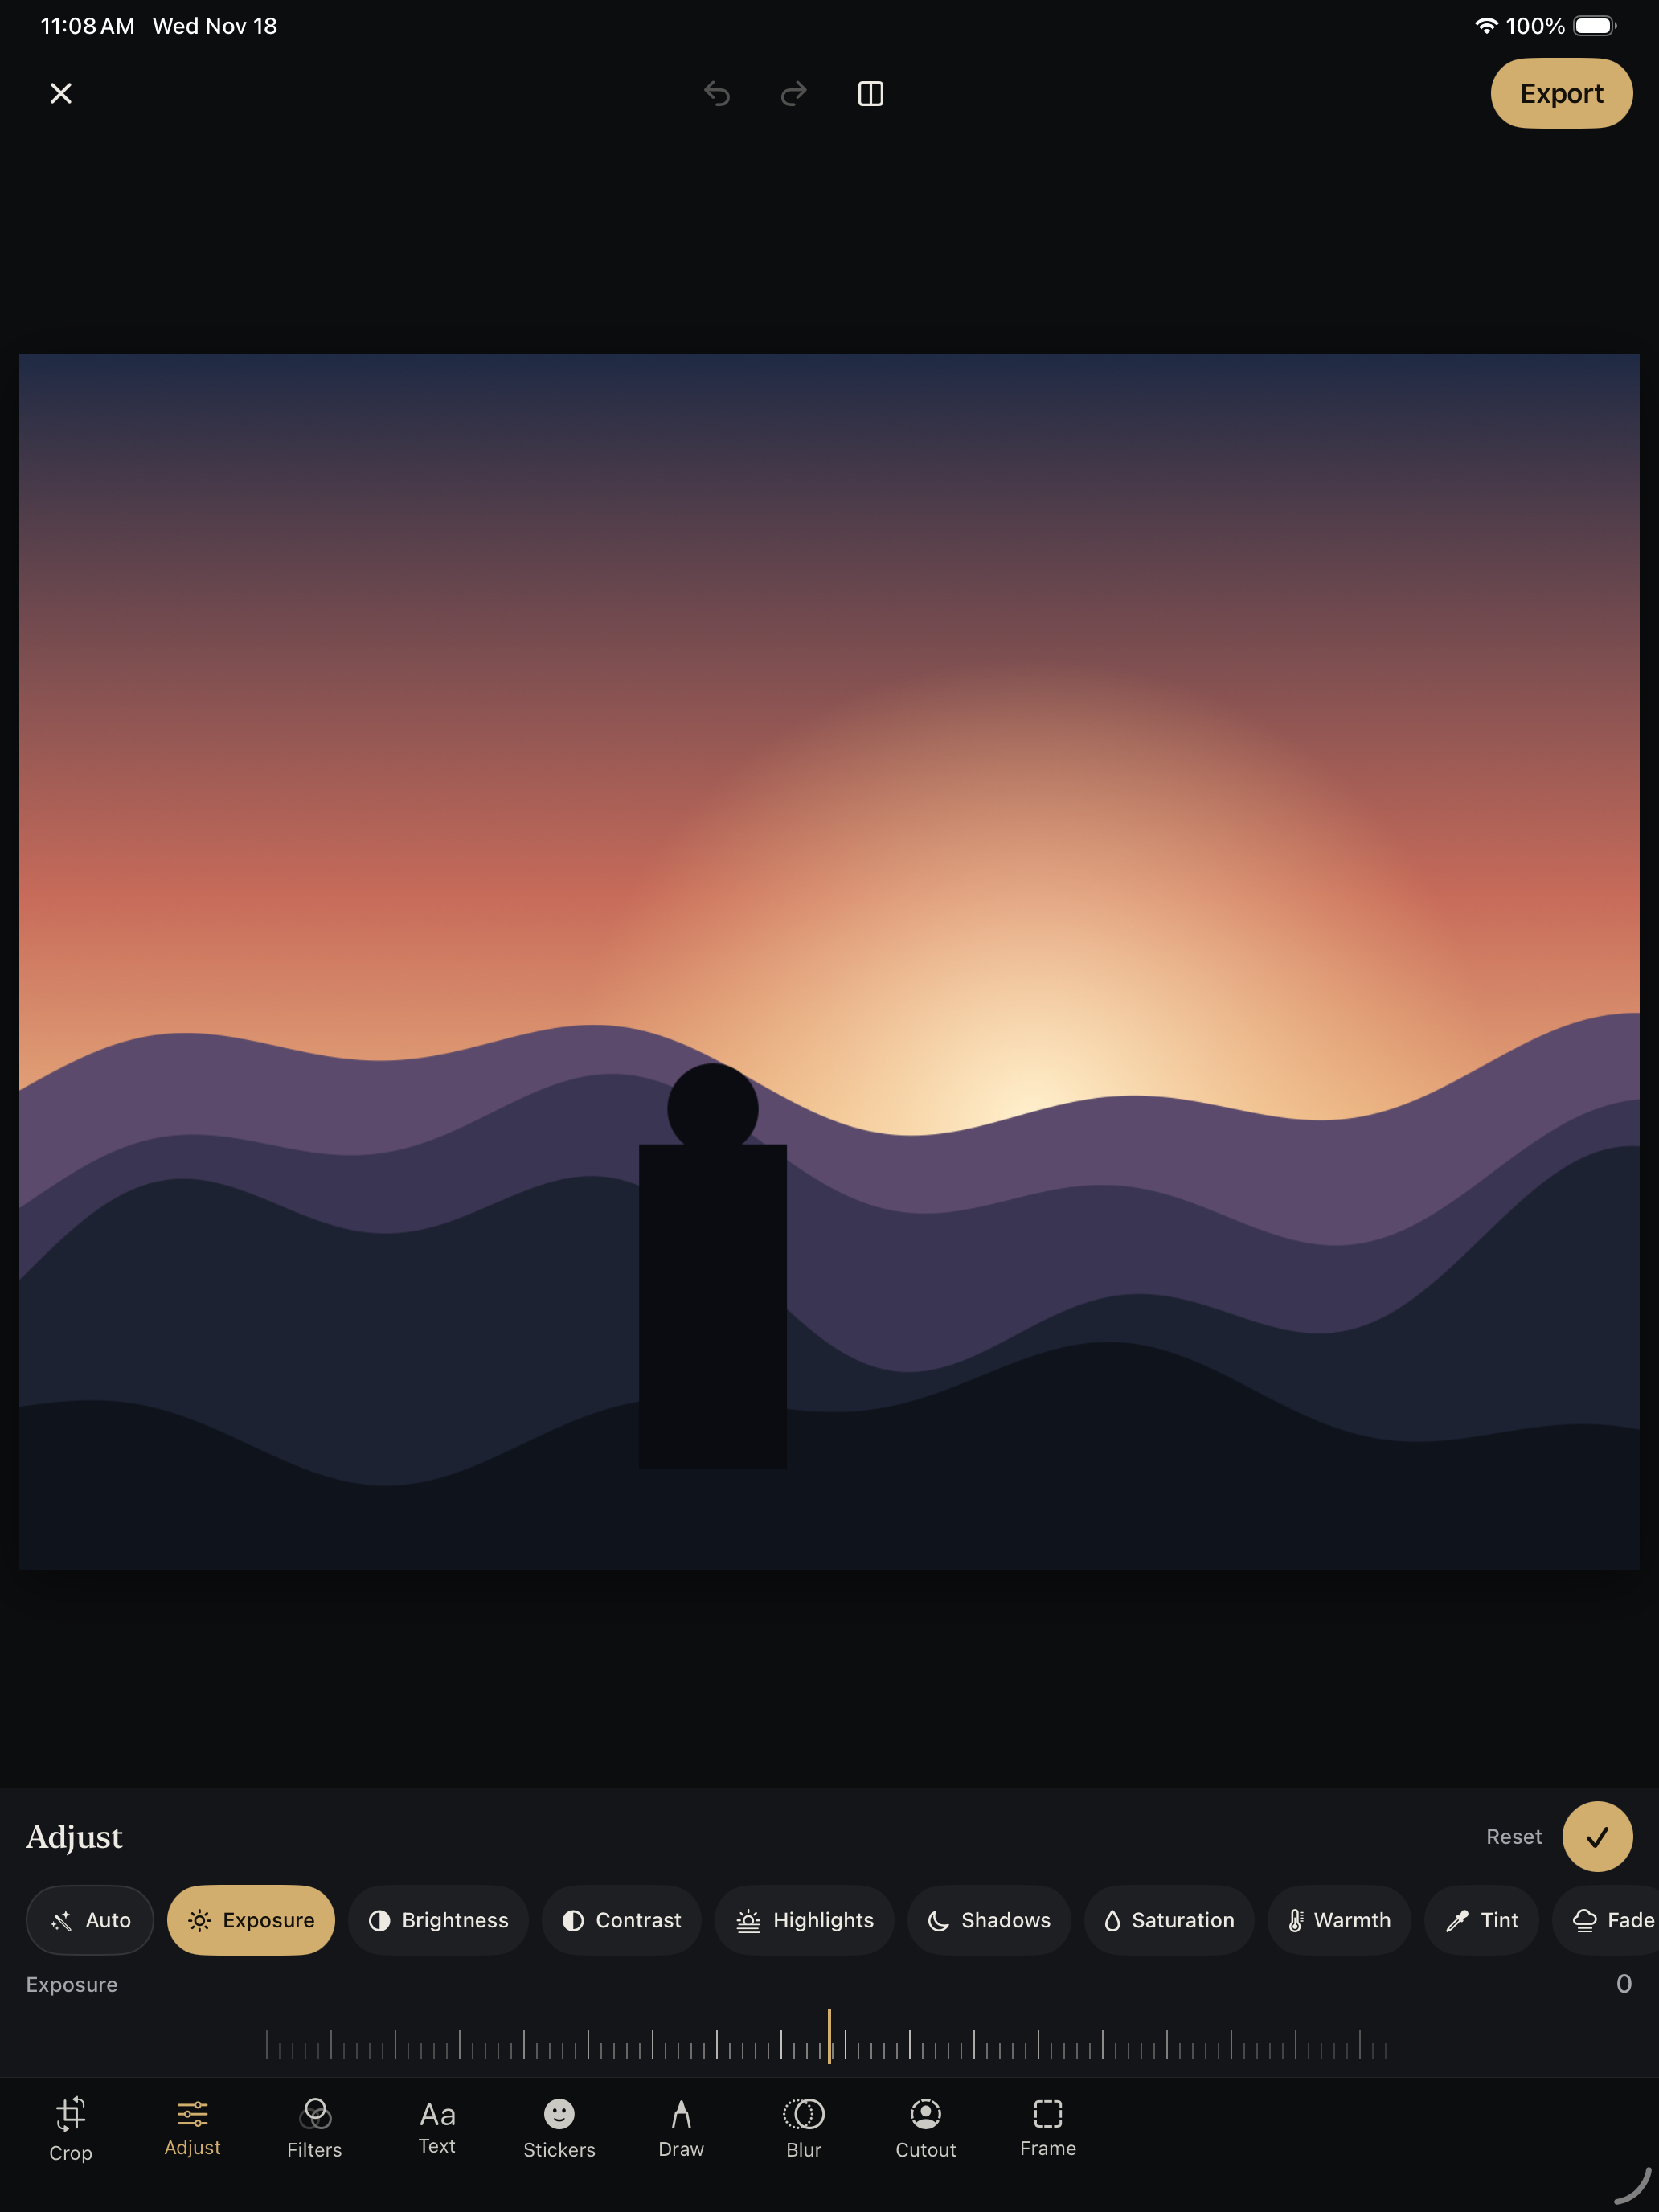 11:08 AM Wed Nov 18 100%
Export
Adjust Reset
Auto Exposure Brightness Contrast Highlights Shadows Saturation Warmth Tint Fade
Exposure 0
Crop Adjust Filters Aa Text Stickers Draw Blur Cutout Frame